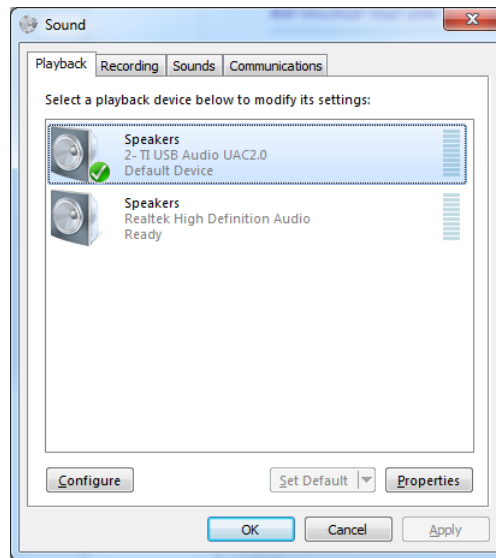 Sound
Playback Recording Sounds Communications
Select a playback device below to modify its settings:
Speakers
2- TI USB Audio UAC2.0
Default Device
Speakers
Realtek High Definition Audio
Ready
Configure Set Default Properties
OK Cancel Apply